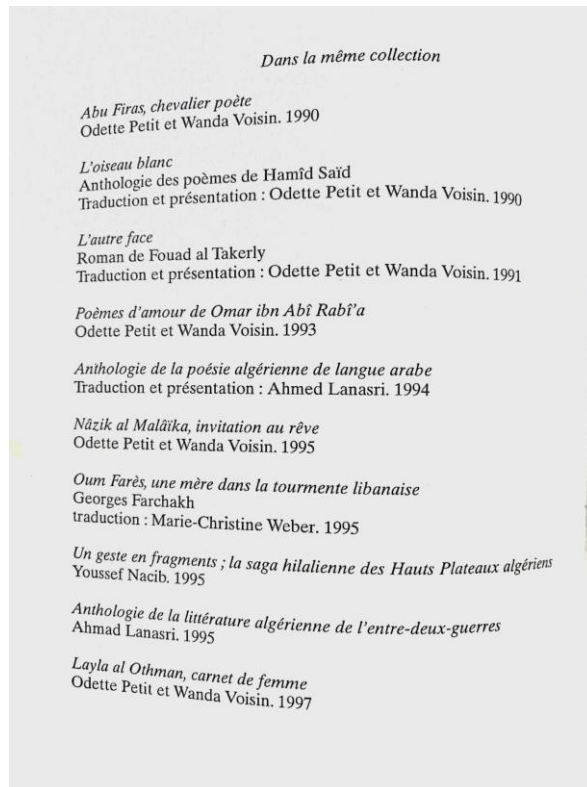 Dans la même collection
Abu Firas, chevalier poète
Odette Petit et Wanda Voisin. 1990
L'oiseau blanc
Anthologie des poèmes de Hamîd Saïd
Traduction et présentation : Odette Petit et Wanda Voisin. 1990
L'autre face
Roman de Fouad al Takerly
Traduction et présentation : Odette Petit et Wanda Voisin. 1991
Poèmes d'amour de Omar ibn Abî Rabî'a
Odette Petit et Wanda Voisin. 1993
Anthologie de la poésie algérienne de langue arabe
Traduction et présentation : Ahmed Lanasri. 1994
Nâzik al Malâïka, invitation au rêve
Odette Petit et Wanda Voisin. 1995
Oum Farès, une mère dans la tourmente libanaise
Georges Farchakh
traduction : Marie-Christine Weber. 1995
Un geste en fragments ; la saga hilalienne des Hauts Plateaux algériens
Youssef Nacib. 1995
Anthologie de la littérature algérienne de l'entre-deux-guerres
Ahmad Lanasri. 1995
Layla al Othman, carnet de femme
Odette Petit et Wanda Voisin. 1997